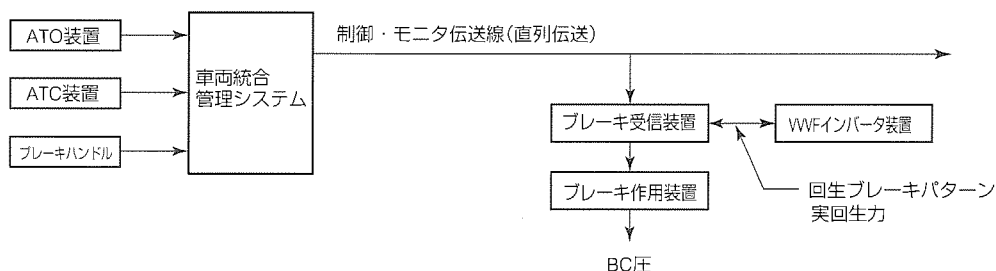 ATO装置
制御・モニタ伝送線(直列伝送)
車両統合
管理システム
ATC装置
ブレーキ受信装置
VVVFインバータ装置
ブレーキハンドル
ブレーキ作用装置
回生ブレーキパターン
実回生力
BC圧